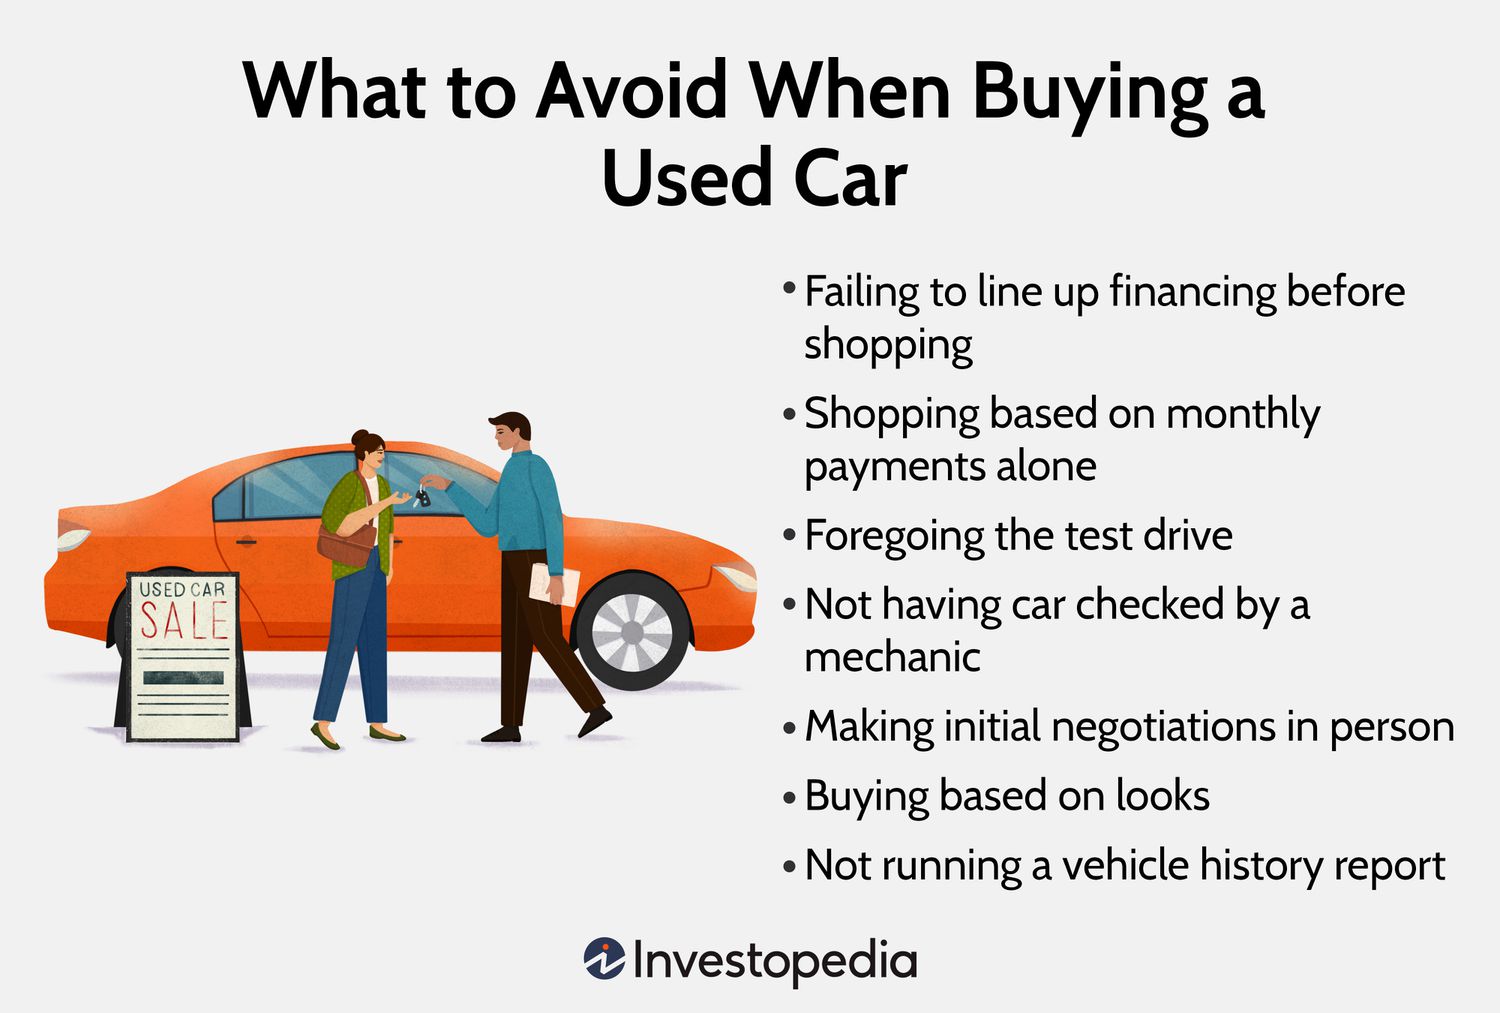 What to Avoid When Buying a
Used Car
• Failing to line up financing before
shopping
• Shopping based on monthly
payments alone
• Foregoing the test drive
• Not having car checked by a
mechanic
• Making initial negotiations in person
• Buying based on looks
• Not running a vehicle history report
USED CAR
SALE
Investopedia